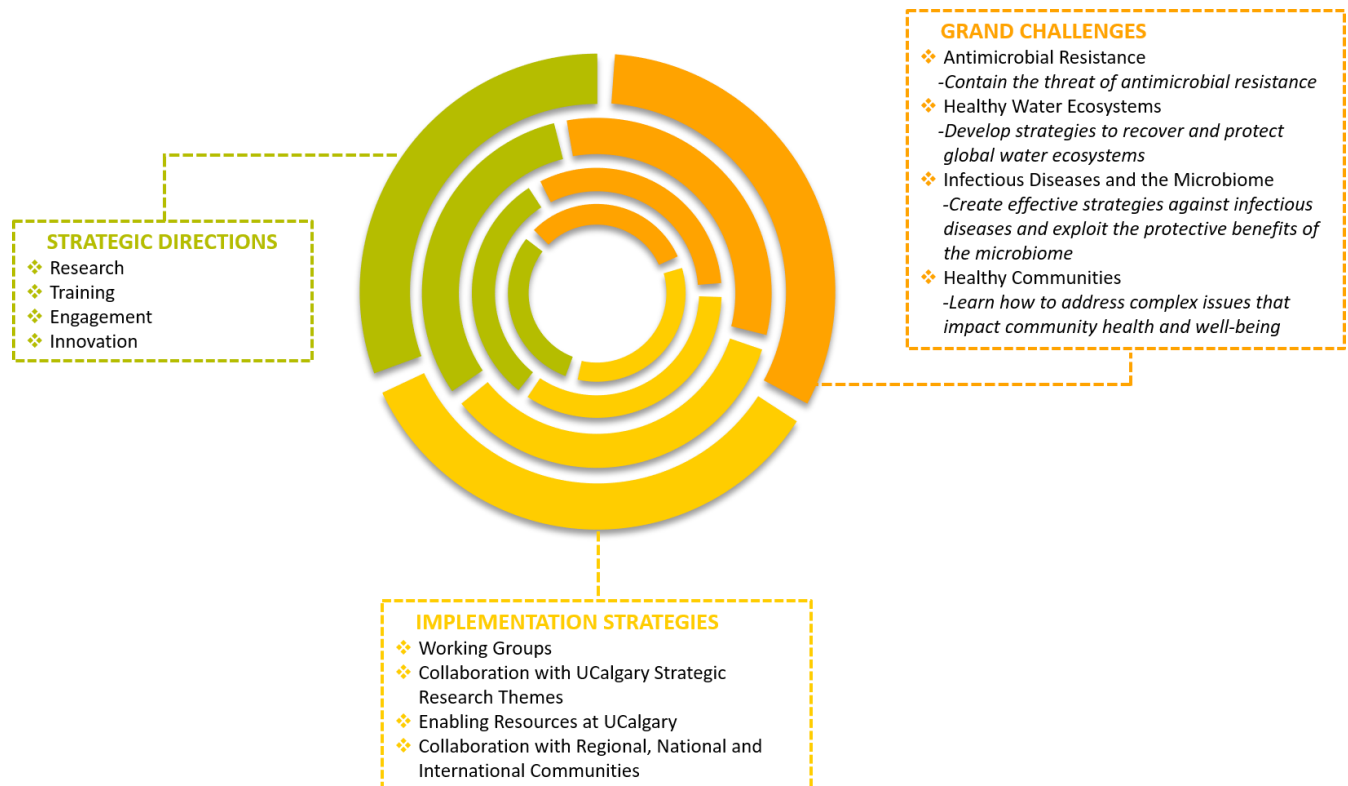 STRATEGIC DIRECTIONS
❖ Research
❖ Training
❖ Engagement
❖ Innovation
GRAND CHALLENGES
❖ Antimicrobial Resistance
-Contain the threat of antimicrobial resistance
❖ Healthy Water Ecosystems
-Develop strategies to recover and protect
global water ecosystems
❖ Infectious Diseases and the Microbiome
-Create effective strategies against infectious
diseases and exploit the protective benefits of
the microbiome
❖ Healthy Communities
-Learn how to address complex issues that
impact community health and well-being
IMPLEMENTATION STRATEGIES
❖ Working Groups
❖ Collaboration with UCalgary Strategic
Research Themes
❖ Enabling Resources at UCalgary
❖ Collaboration with Regional, National and
International Communities